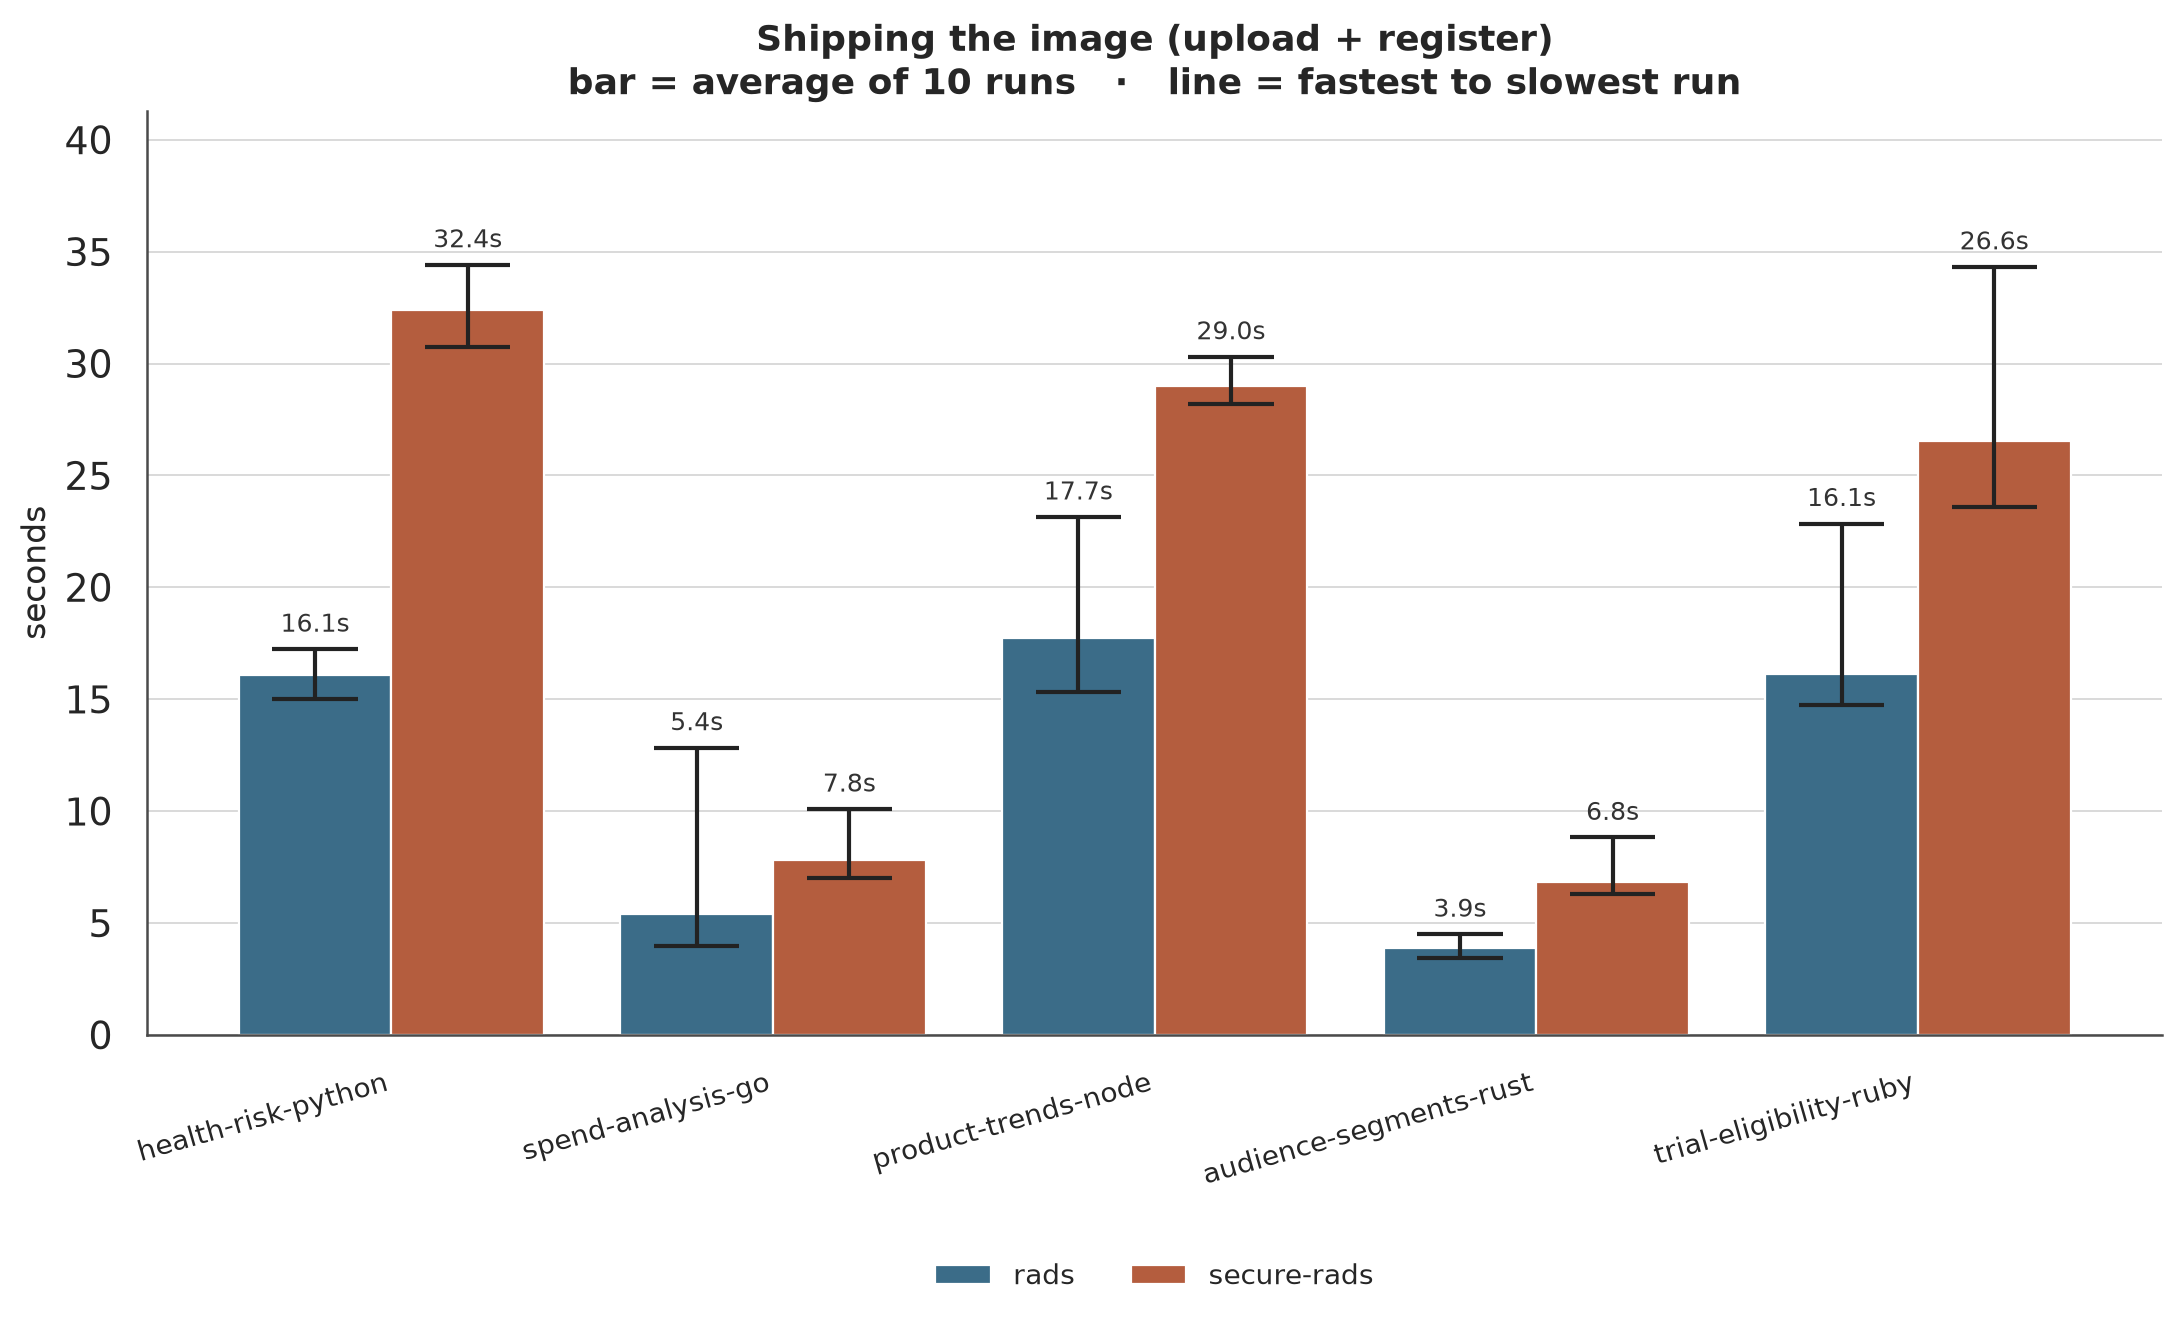 Shipping the image (upload + register)
bar = average of 10 runs · line = fastest to slowest run
seconds
40
35
30
25
20
15
10
5
0
16.1s
32.4s
5.4s
7.8s
17.7s
29.0s
3.9s
6.8s
16.1s
26.6s
health-risk-python
spend-analysis-go
product-trends-node
audience-segments-rust
trial-eligibility-ruby
rads
secure-rads